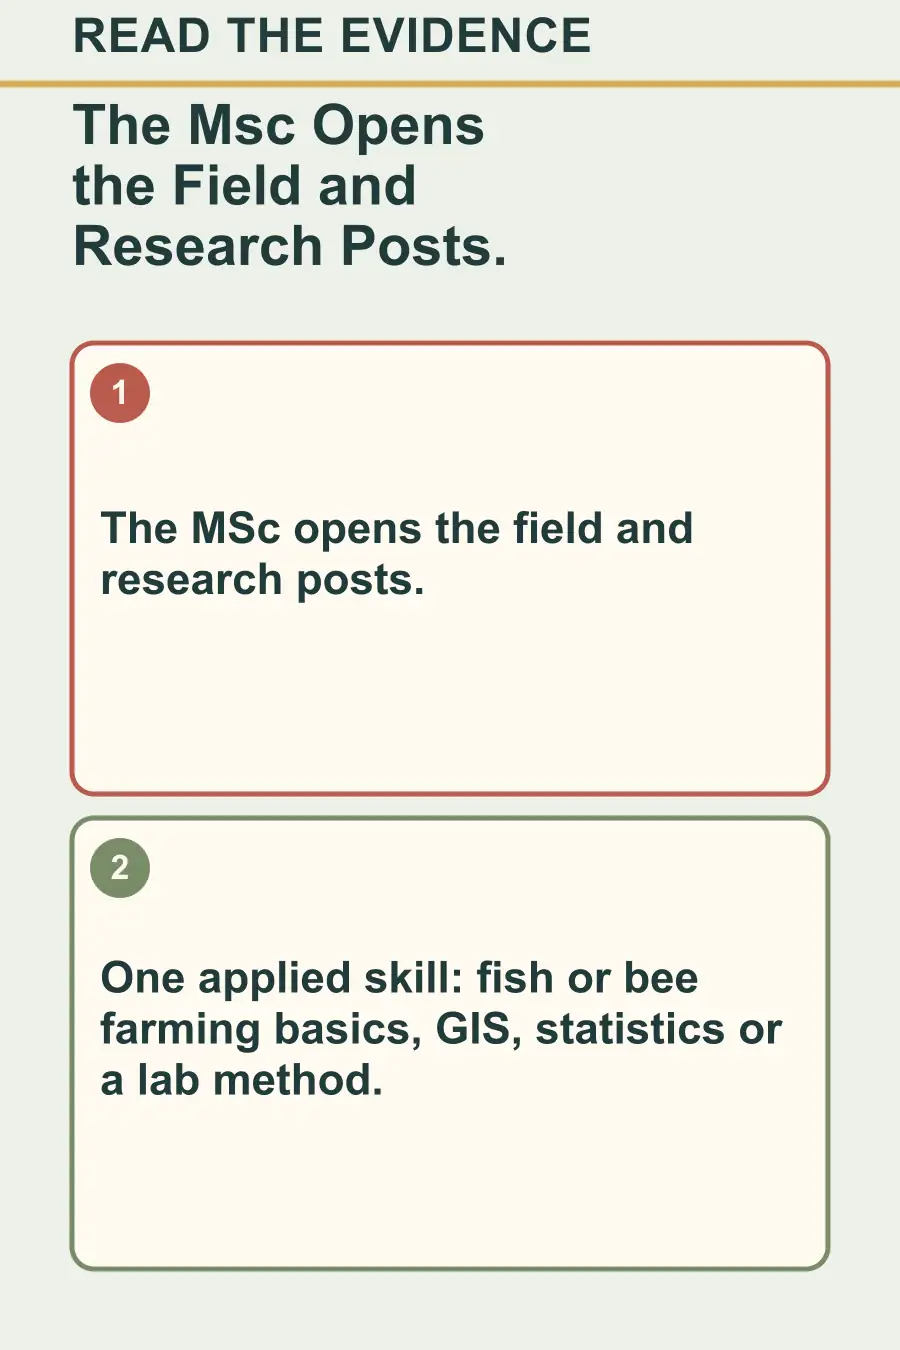 READ THE EVIDENCE
The Msc Opens
the Field and
Research Posts.
1
The MSc opens the field and
research posts.
2
One applied skill: fish or bee
farming basics, GIS, statistics or
a lab method.